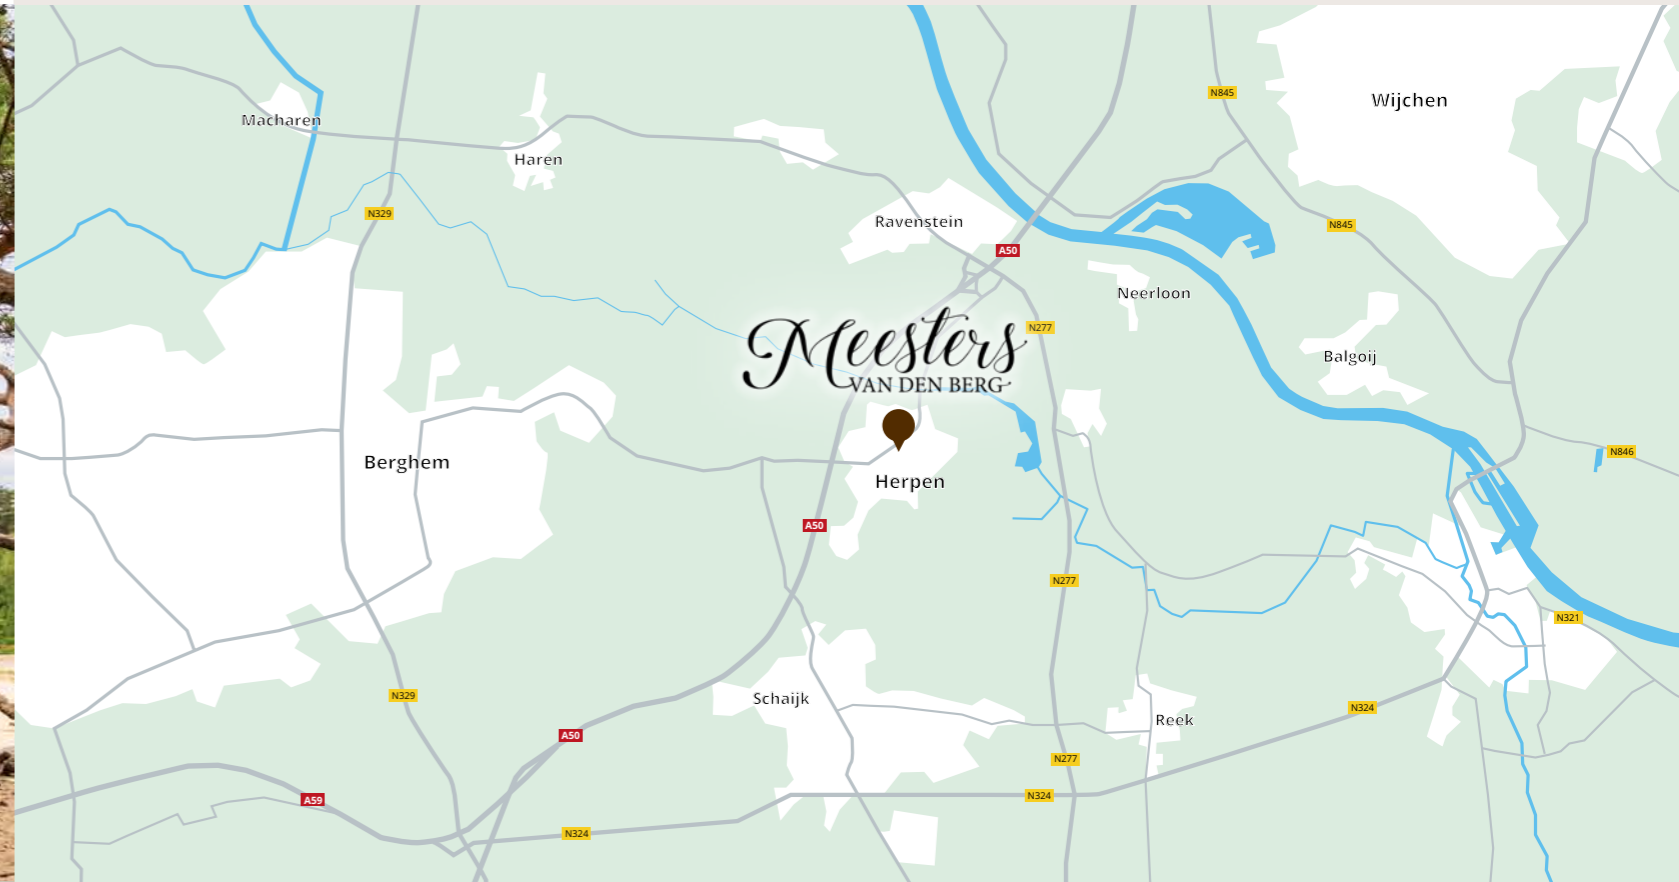 N845
Wijchen
Macharen
Haren
N329
Ravenstein
N845
A50
Neerloon
N277
Meesters
VAN DEN BERG
Balgoij
N846
Berghem
Herpen
A50
N277
N321
N329
Schaijk
N324
Reek
A50
N277
N324
A59
N324